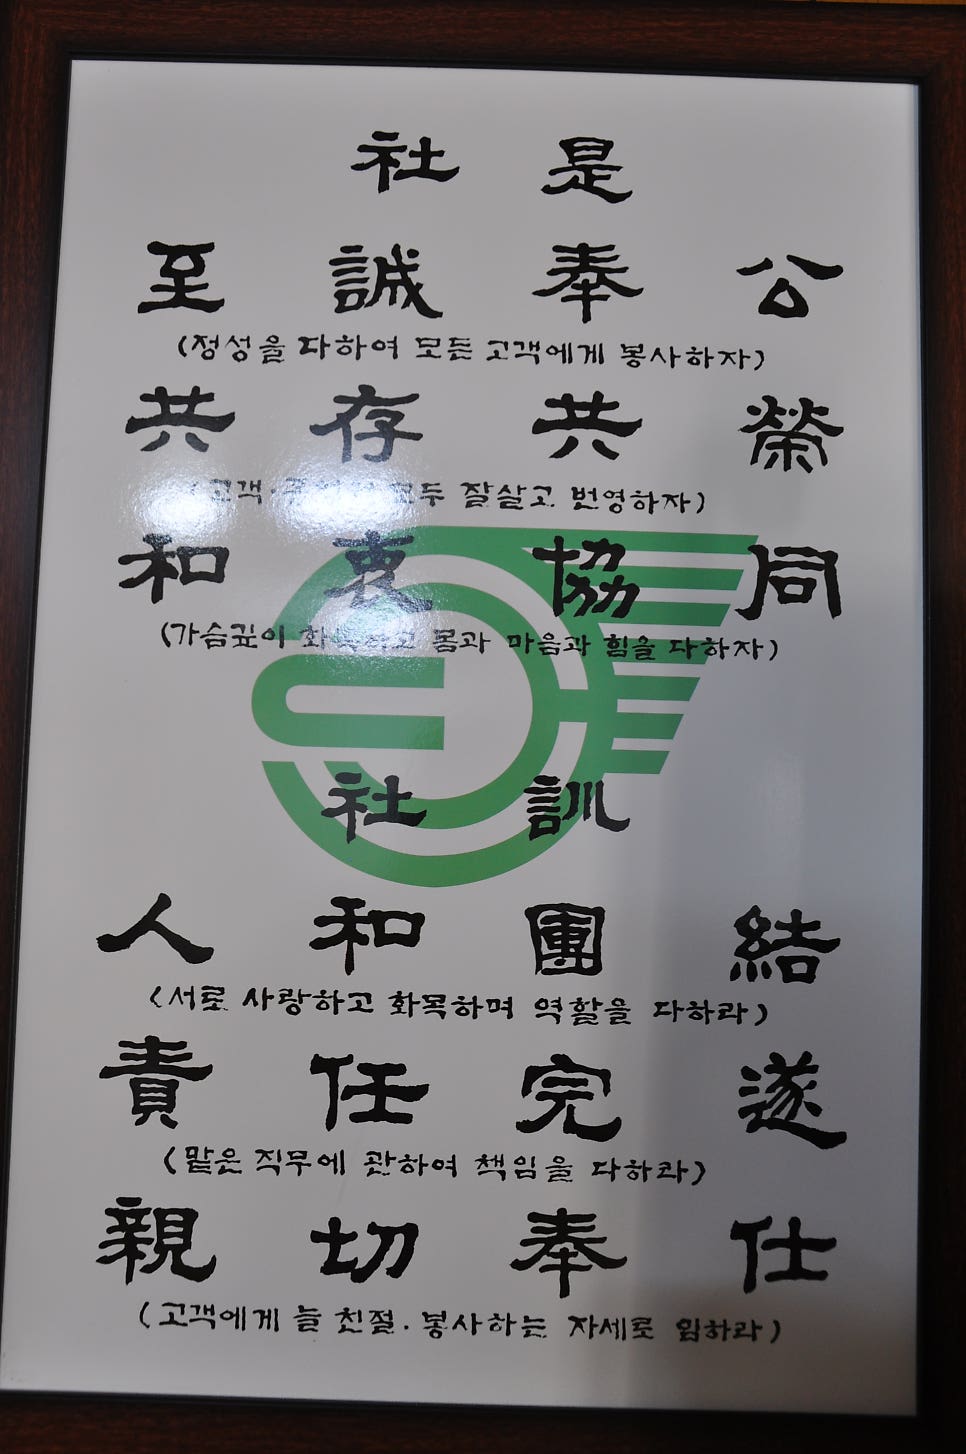 社 是
至 誠 奉 公
(정성을 다하여 모든 고객에게 봉사하자)
共 存 共 榮
(고객· 모두 잘살고 번영하자)
和 衷 協 同
(가슴깊이 화목하고 몸과 마음과 힘을 다하자)
社 訓
人 和 團 結
(서로 사랑하고 화목하며 역할을 다하라)
責 任 完 遂
(맡은 직무에 관하여 책임을 다하라)
親 切 奉 仕
(고객에게 늘 친절·봉사하는 자세로 임하라)